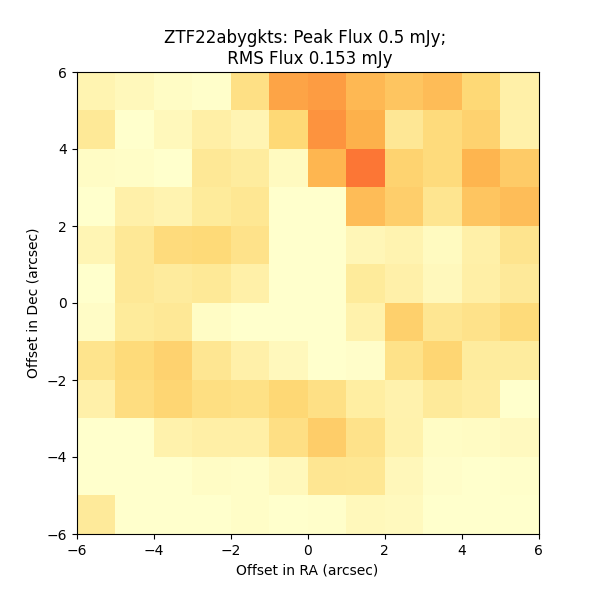 ZTF22abygkts: Peak Flux 0.5 mJy;
RMS Flux 0.153 mJy
6
4
2
0
−2
−4
−6
Offset in Dec (arcsec)
−6 −4 −2 0 2 4 6
Offset in RA (arcsec)